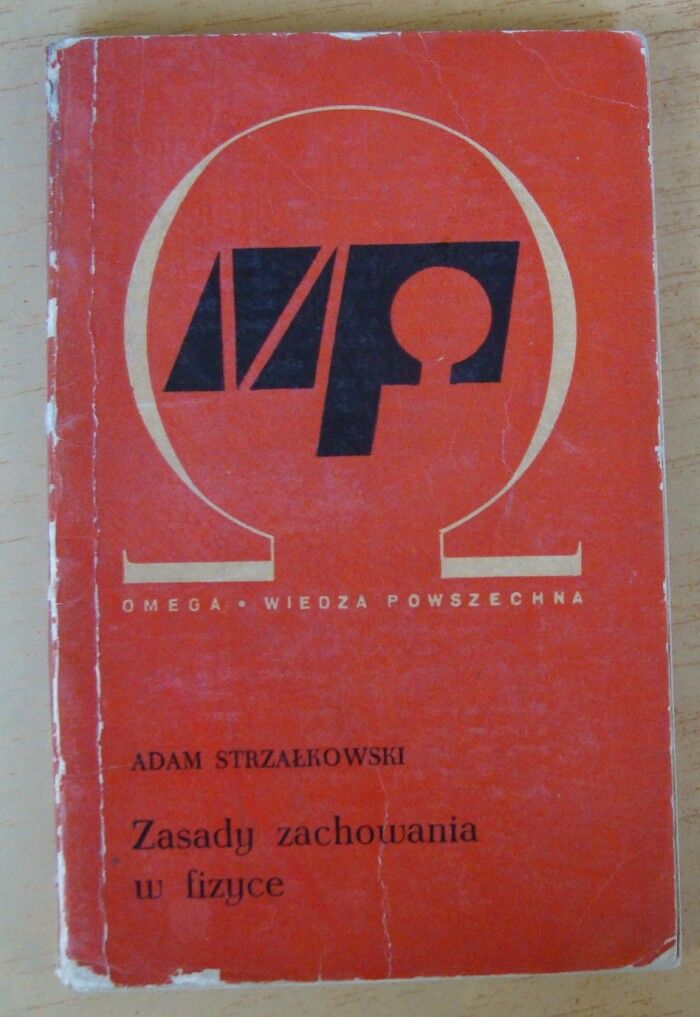 OMEGA • WIEDZA POWSZECHNA
ADAM STRZAŁKOWSKI
Zasady zachowania
w fizyce